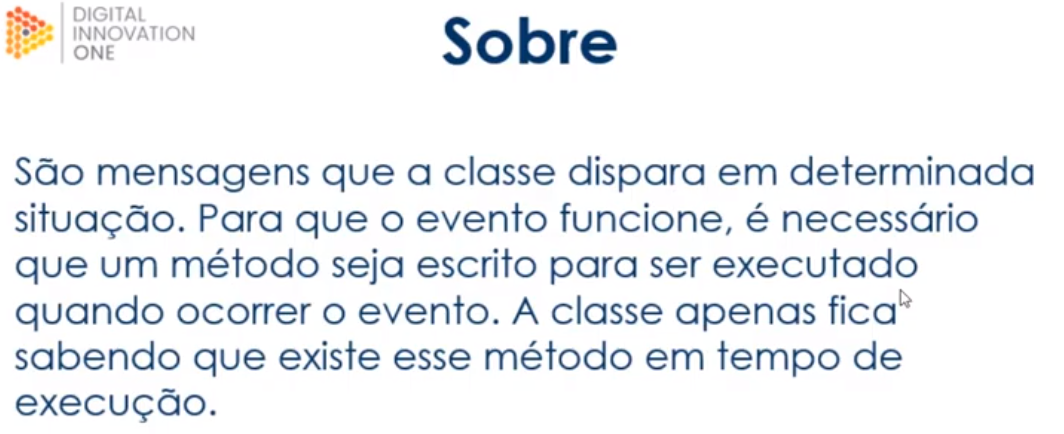 DIGITAL
INNOVATION
ONE
Sobre
São mensagens que a classe dispara em determinada
situação. Para que o evento funcione, é necessário
que um método seja escrito para ser executado
quando ocorrer o evento. A classe apenas fica
sabendo que existe esse método em tempo de
execução.